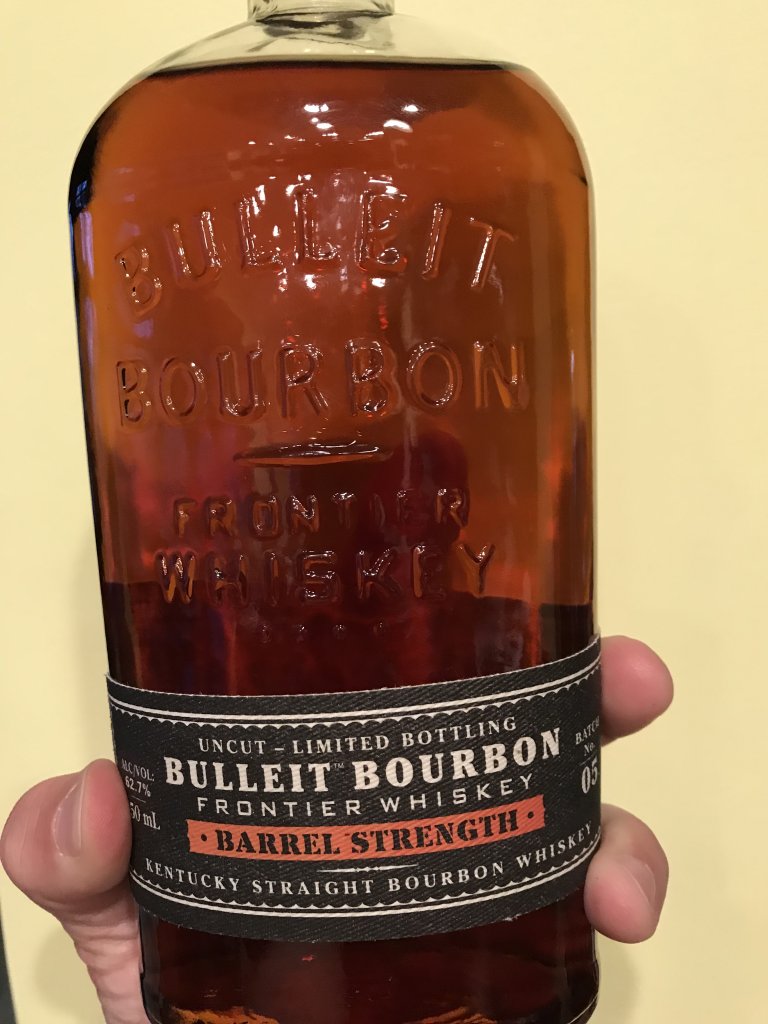 BULLEIT
BOURBON
FRONTIER
WHISKEY
UNCUT – LIMITED BOTTLING
BULLEIT™ BOURBON
FRONTIER WHISKEY
• BARREL STRENGTH •
KENTUCKY STRAIGHT BOURBON WHISKEY
ALC/VOL:
62.7%
50 mL
BATCH
No.
05